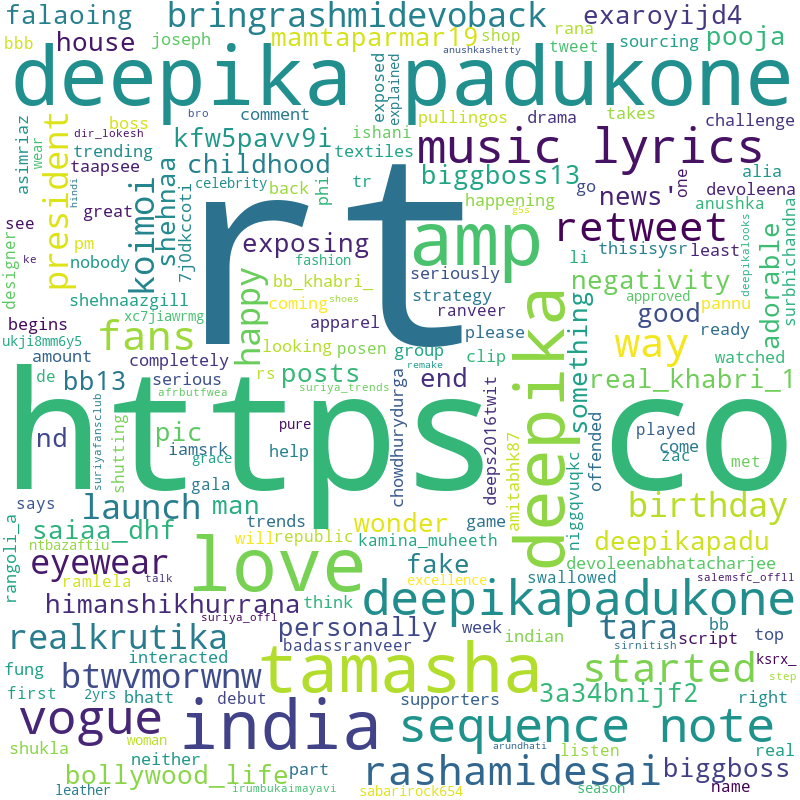 falaoing
bringrashmidevoback
exaroyijd4
bbb
house
joseph
mamtaparmar19
shop
rana
tweet
sourcing
pooja
anushkashetty
deepika padukone
bro
comment
exposed
explained
pullingos
drama
takes
challenge
dir_lokesh
boss
asimriaz
wear
president
trending
taapsee
hindi
kfw5pavv9i
ishani
textiles
music lyrics
childhood
koimoi
shehnaa
celebrity
back
tr
phi
biggboss13
go
news'
one
devoleena
alia
anushka
happening
g5s
see
great
7j0dkccoti
rt
amp
retweet
deepikalooks
adorable
surbhichandna
designer
ke
pm
nobody
exposing
fashion
seriously
thisisysr
least
li
negativity
shehnaazgill
happy
bb_khabri_
strategy
coming
shoes
apparel
ranveer
approved
pannu
begins
xc7jiawrmg
fans
looking
posen
please
good
ready
ukji8mm6y5
amount
completely
group
clip
way
watched
deepika
something
de
bb13
serious
rs
posts
remake
end
real_khabri_1
afrbutfwea
suriya_trends
https co
nd
suriyafansclub
shutting
pic
iamsrk
pure
grace
help
chowdhurydurga
deeps2016twit
amitabhk87
niggqvuqkc
offended
played
come
zac
met
says
launch
man
gala
birthday
rangoli_a
saiaa_dhf
trends
wonder
game
will
republic
kamina_muheeth
deepikapadu
ntbazaftiu
eyewear
love
fake
swallowed
devoleenabhatacharjee
ramlela
talk
excellence
salemsfc_offll
himanshikhurrana
suriya_offl
think
deepikapadukone
realkrutika
personally
week
indian
tara
bb
top
script
badassranveer
sirnitish
interacted
fung
btwvmorwnw
tamasha
started
ksrx_
step
first
2yrs
bhatt
debut
supporters
3a34bnijf2
right
vogue
india
sequence note
shukla
woman
neither
arundhati
listen
real
bollywood_life
part
rashamidesai
biggboss
leather
irumbukaimayavi
sabarirock654
season
name